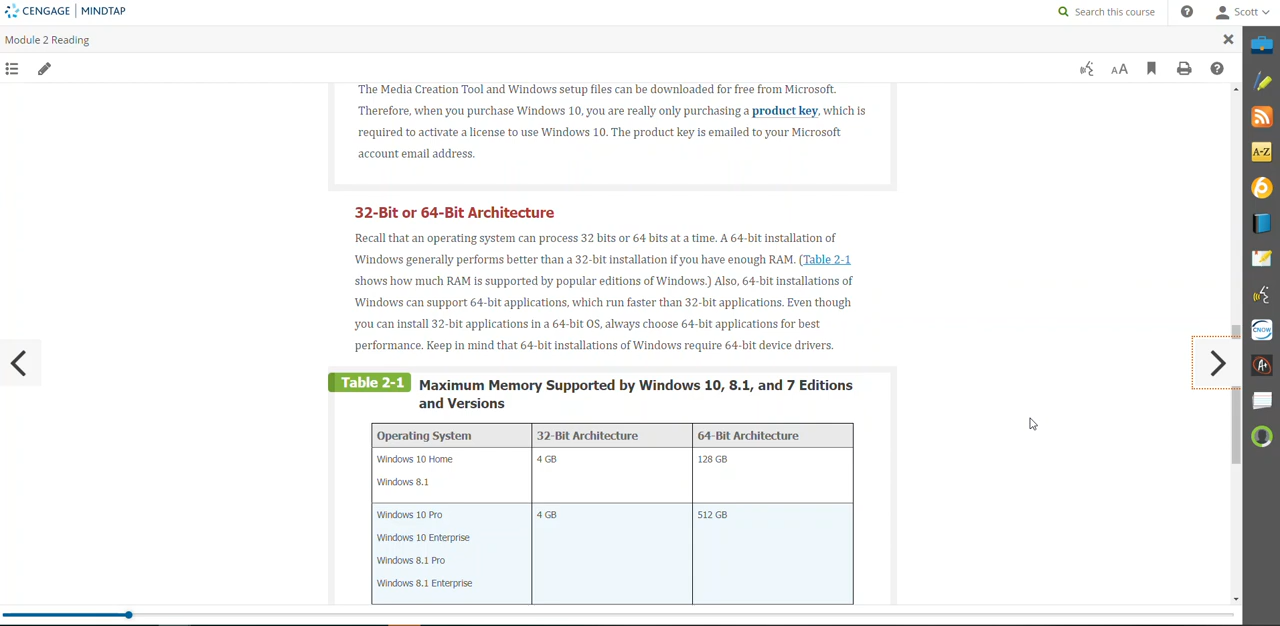 CENGAGE | MINDTAP
Search this course
Scott
Module 2 Reading
AA
The Media Creation Tool and Windows setup files can be downloaded for free from Microsoft.
Therefore, when you purchase Windows 10, you are really only purchasing a product key, which is
required to activate a license to use Windows 10. The product key is emailed to your Microsoft
account email address.
32-Bit or 64-Bit Architecture
Recall that an operating system can process 32 bits or 64 bits at a time. A 64-bit installation of
Windows generally performs better than a 32-bit installation if you have enough RAM. (Table 2-1
shows how much RAM is supported by popular editions of Windows.) Also, 64-bit installations of
Windows can support 64-bit applications, which run faster than 32-bit applications. Even though
you can install 32-bit applications in a 64-bit OS, always choose 64-bit applications for best
performance. Keep in mind that 64-bit installations of Windows require 64-bit device drivers.
Table 2-1 Maximum Memory Supported by Windows 10, 8.1, and 7 Editions
and Versions
Operating System 32-Bit Architecture 64-Bit Architecture
Windows 10 Home 4 GB 128 GB
Windows 8.1
Windows 10 Pro 4 GB 512 GB
Windows 10 Enterprise
Windows 8.1 Pro
Windows 8.1 Enterprise
A-Z
CNOW
A+